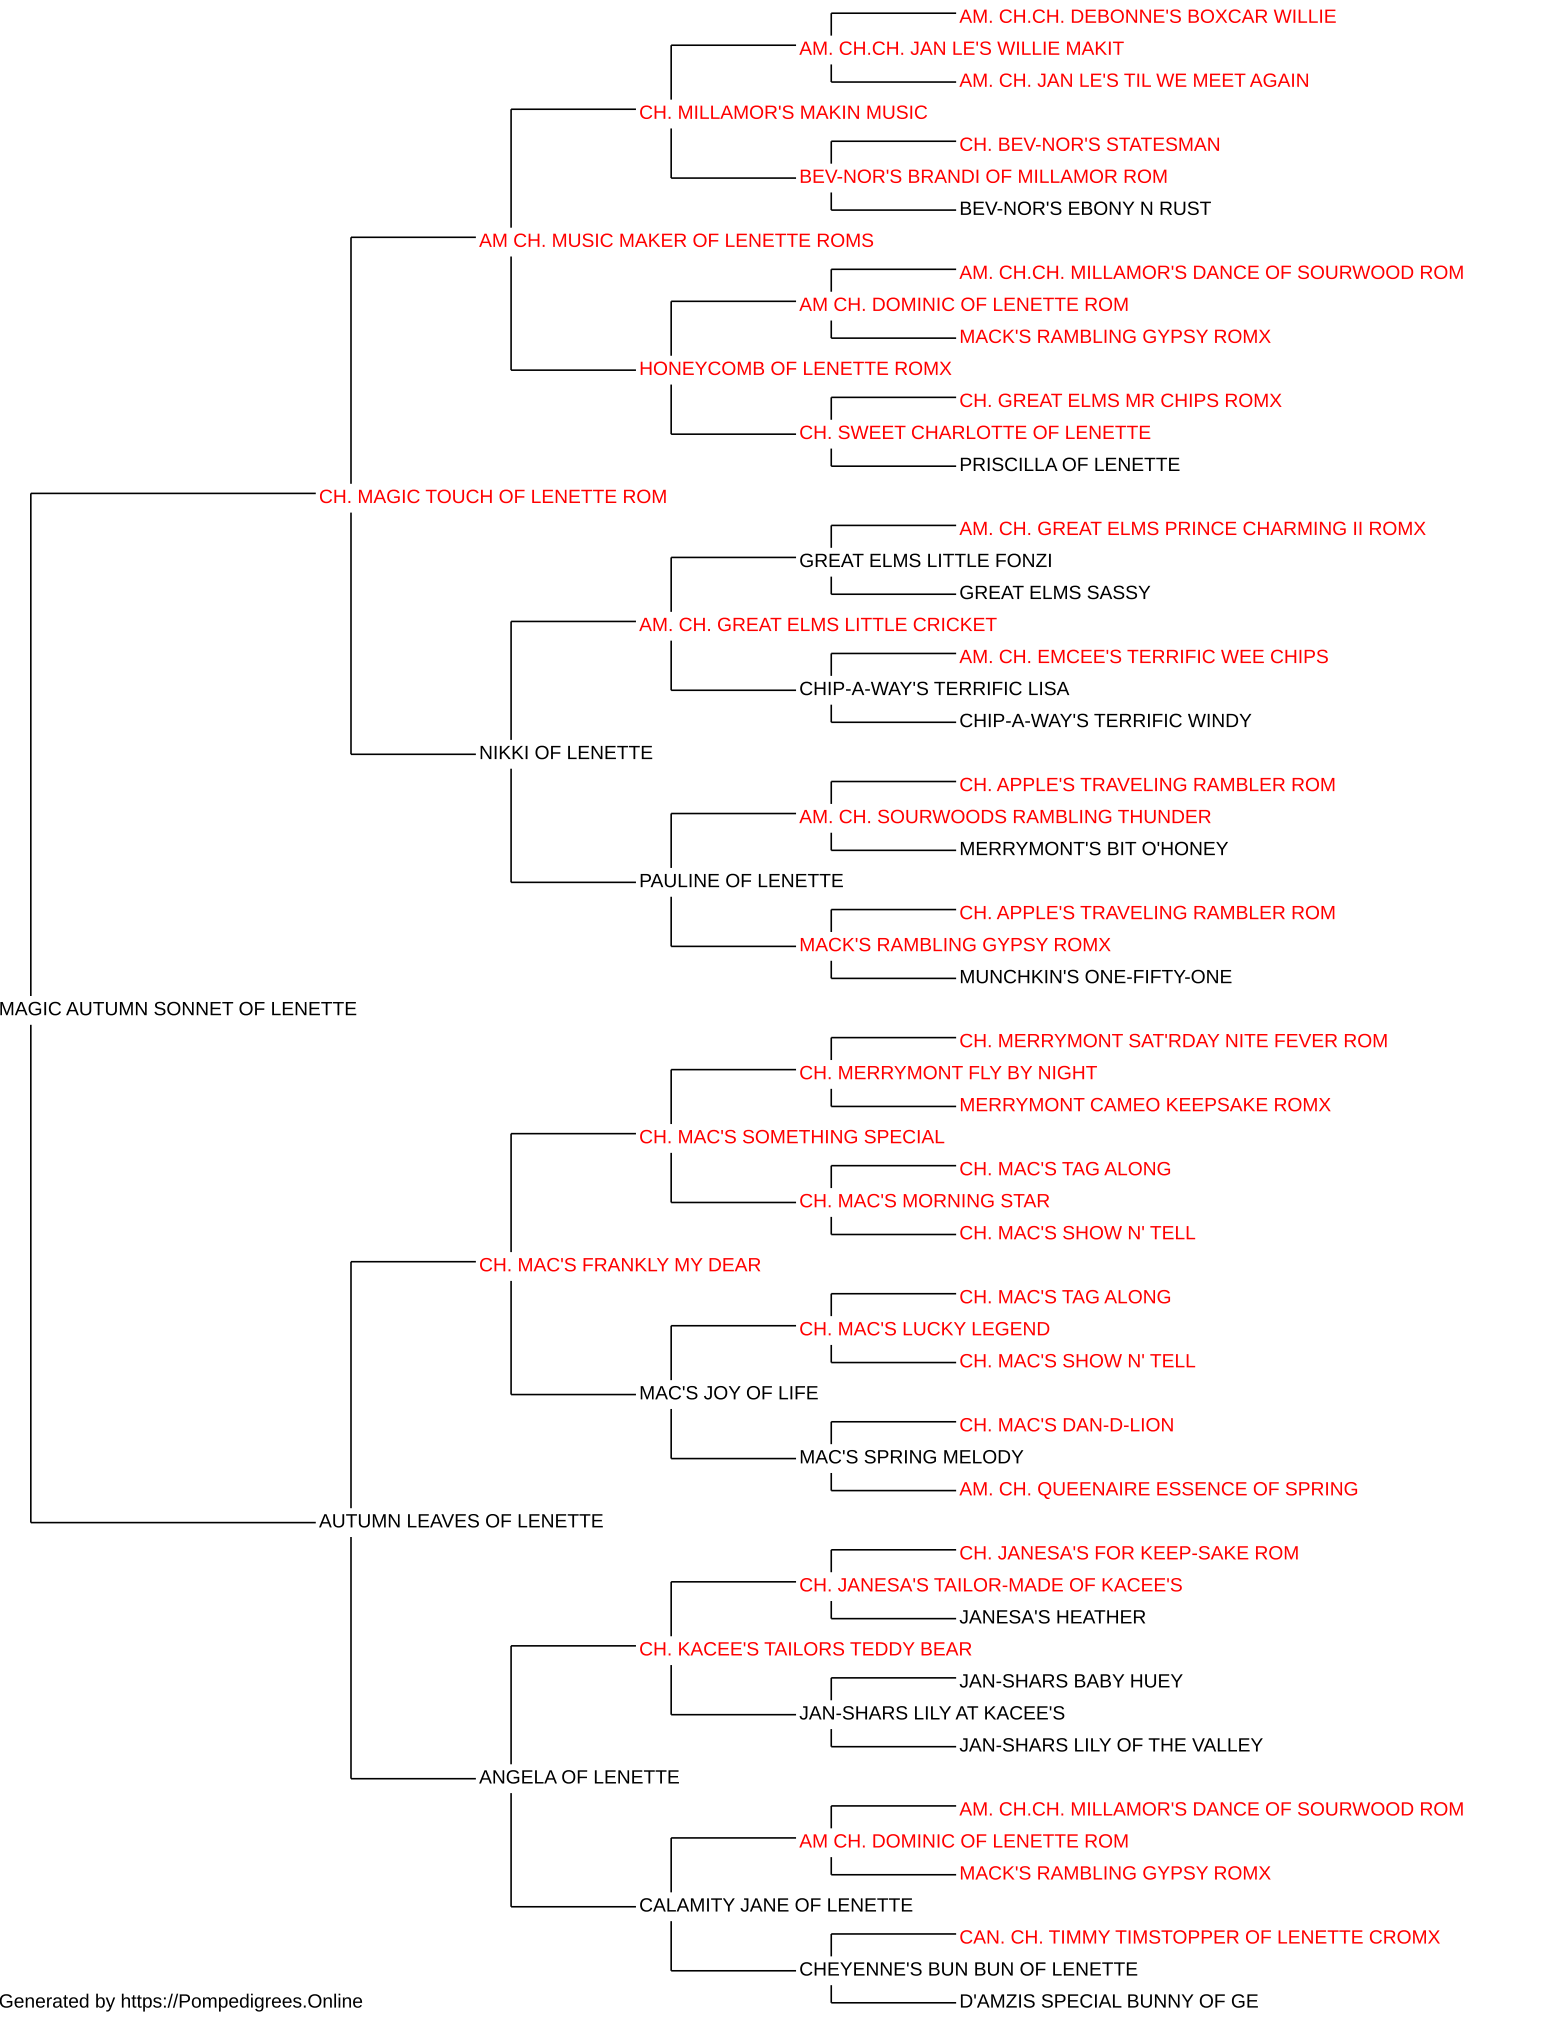 AM. CH.CH. DEBONNE'S BOXCAR WILLIE
AM. CH.CH. JAN LE'S WILLIE MAKIT
AM. CH. JAN LE'S TIL WE MEET AGAIN
CH. MILLAMOR'S MAKIN MUSIC
CH. BEV-NOR'S STATESMAN
BEV-NOR'S BRANDI OF MILLAMOR ROM
BEV-NOR'S EBONY N RUST
AM CH. MUSIC MAKER OF LENETTE ROMS
AM. CH.CH. MILLAMOR'S DANCE OF SOURWOOD ROM
AM CH. DOMINIC OF LENETTE ROM
MACK'S RAMBLING GYPSY ROMX
HONEYCOMB OF LENETTE ROMX
CH. GREAT ELMS MR CHIPS ROMX
CH. SWEET CHARLOTTE OF LENETTE
PRISCILLA OF LENETTE
CH. MAGIC TOUCH OF LENETTE ROM
AM. CH. GREAT ELMS PRINCE CHARMING II ROMX
GREAT ELMS LITTLE FONZI
GREAT ELMS SASSY
AM. CH. GREAT ELMS LITTLE CRICKET
AM. CH. EMCEE'S TERRIFIC WEE CHIPS
CHIP-A-WAY'S TERRIFIC LISA
CHIP-A-WAY'S TERRIFIC WINDY
NIKKI OF LENETTE
CH. APPLE'S TRAVELING RAMBLER ROM
AM. CH. SOURWOODS RAMBLING THUNDER
MERRYMONT'S BIT O'HONEY
PAULINE OF LENETTE
CH. APPLE'S TRAVELING RAMBLER ROM
MACK'S RAMBLING GYPSY ROMX
MUNCHKIN'S ONE-FIFTY-ONE
MAGIC AUTUMN SONNET OF LENETTE
CH. MERRYMONT SAT'RDAY NITE FEVER ROM
CH. MERRYMONT FLY BY NIGHT
MERRYMONT CAMEO KEEPSAKE ROMX
CH. MAC'S SOMETHING SPECIAL
CH. MAC'S TAG ALONG
CH. MAC'S MORNING STAR
CH. MAC'S SHOW N' TELL
CH. MAC'S FRANKLY MY DEAR
CH. MAC'S TAG ALONG
CH. MAC'S LUCKY LEGEND
CH. MAC'S SHOW N' TELL
MAC'S JOY OF LIFE
CH. MAC'S DAN-D-LION
MAC'S SPRING MELODY
AM. CH. QUEENAIRE ESSENCE OF SPRING
AUTUMN LEAVES OF LENETTE
CH. JANESA'S FOR KEEP-SAKE ROM
CH. JANESA'S TAILOR-MADE OF KACEE'S
JANESA'S HEATHER
CH. KACEE'S TAILORS TEDDY BEAR
JAN-SHARS BABY HUEY
JAN-SHARS LILY AT KACEE'S
JAN-SHARS LILY OF THE VALLEY
ANGELA OF LENETTE
AM. CH.CH. MILLAMOR'S DANCE OF SOURWOOD ROM
AM CH. DOMINIC OF LENETTE ROM
MACK'S RAMBLING GYPSY ROMX
CALAMITY JANE OF LENETTE
CAN. CH. TIMMY TIMSTOPPER OF LENETTE CROMX
CHEYENNE'S BUN BUN OF LENETTE
D'AMZIS SPECIAL BUNNY OF GE
Generated by https://Pompedigrees.Online